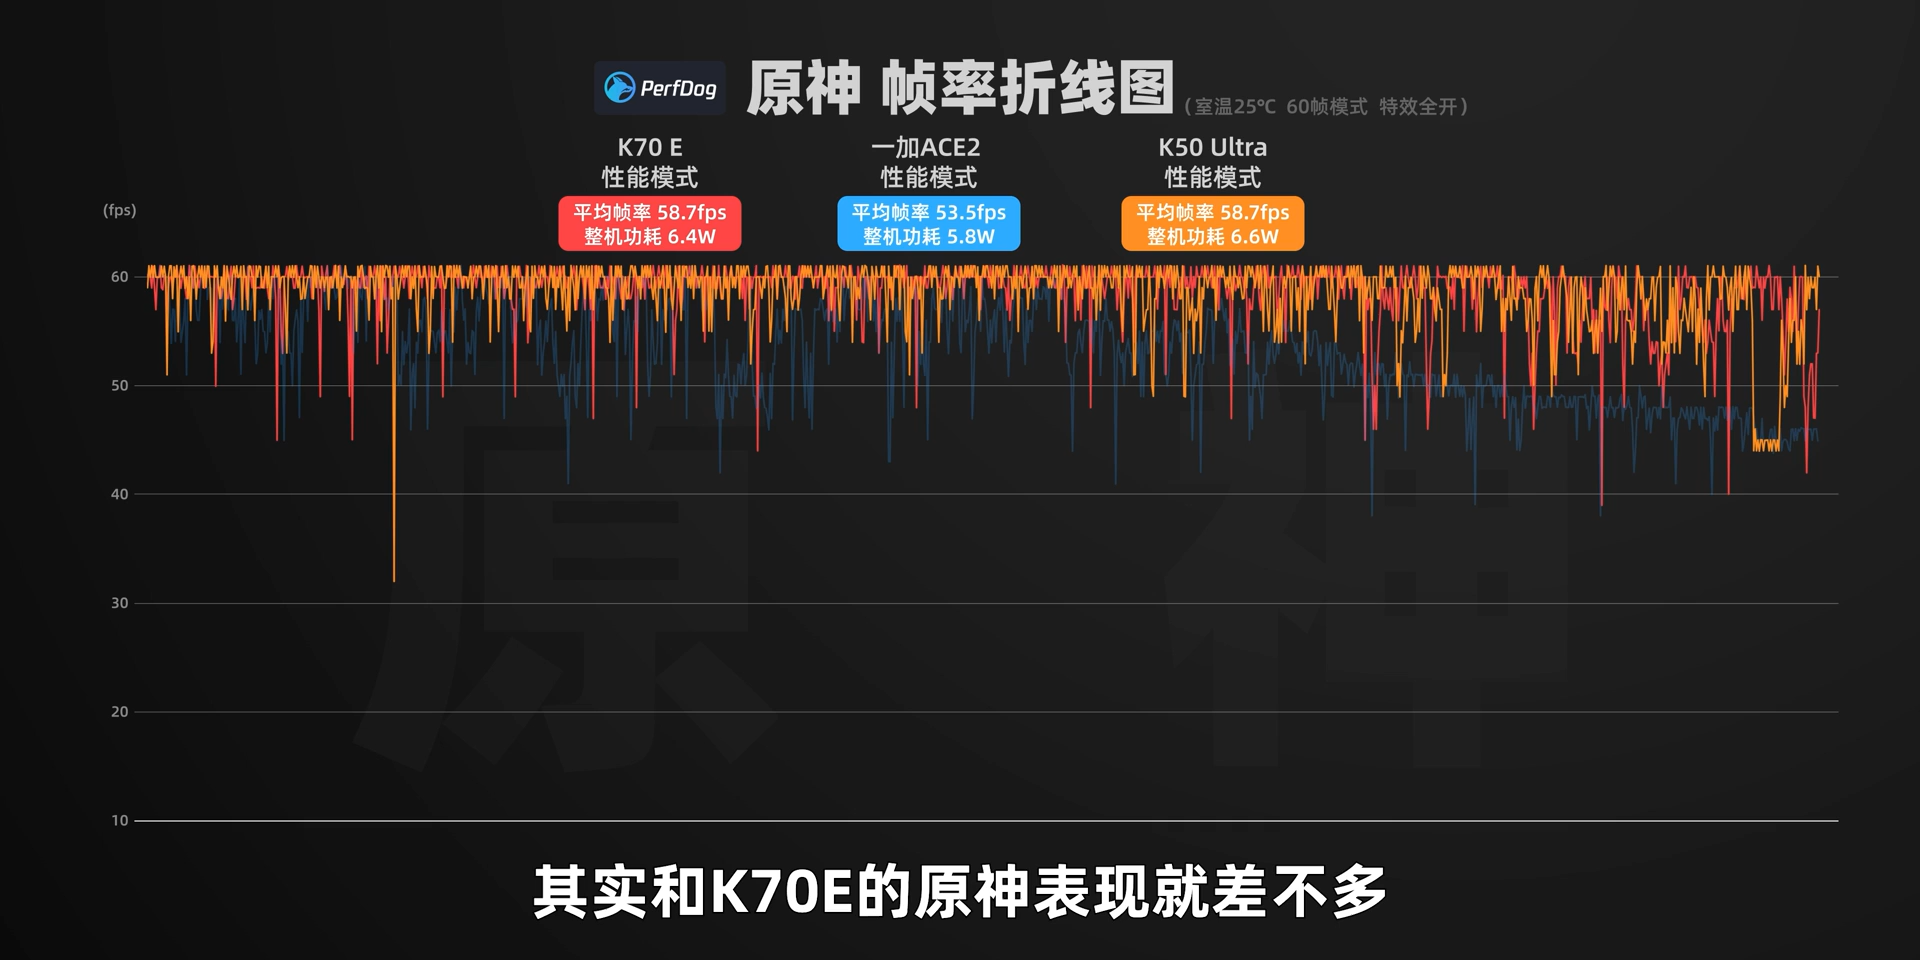 PerfDog
原神 帧率折线图
(室温25℃ 60帧模式 特效全开)
K70 E
性能模式
平均帧率 58.7fps
整机功耗 6.4W
一加ACE2
性能模式
平均帧率 53.5fps
整机功耗 5.8W
K50 Ultra
性能模式
平均帧率 58.7fps
整机功耗 6.6W
(fps)
60
50
40
30
20
10
原 神
其实和K70E的原神表现就差不多